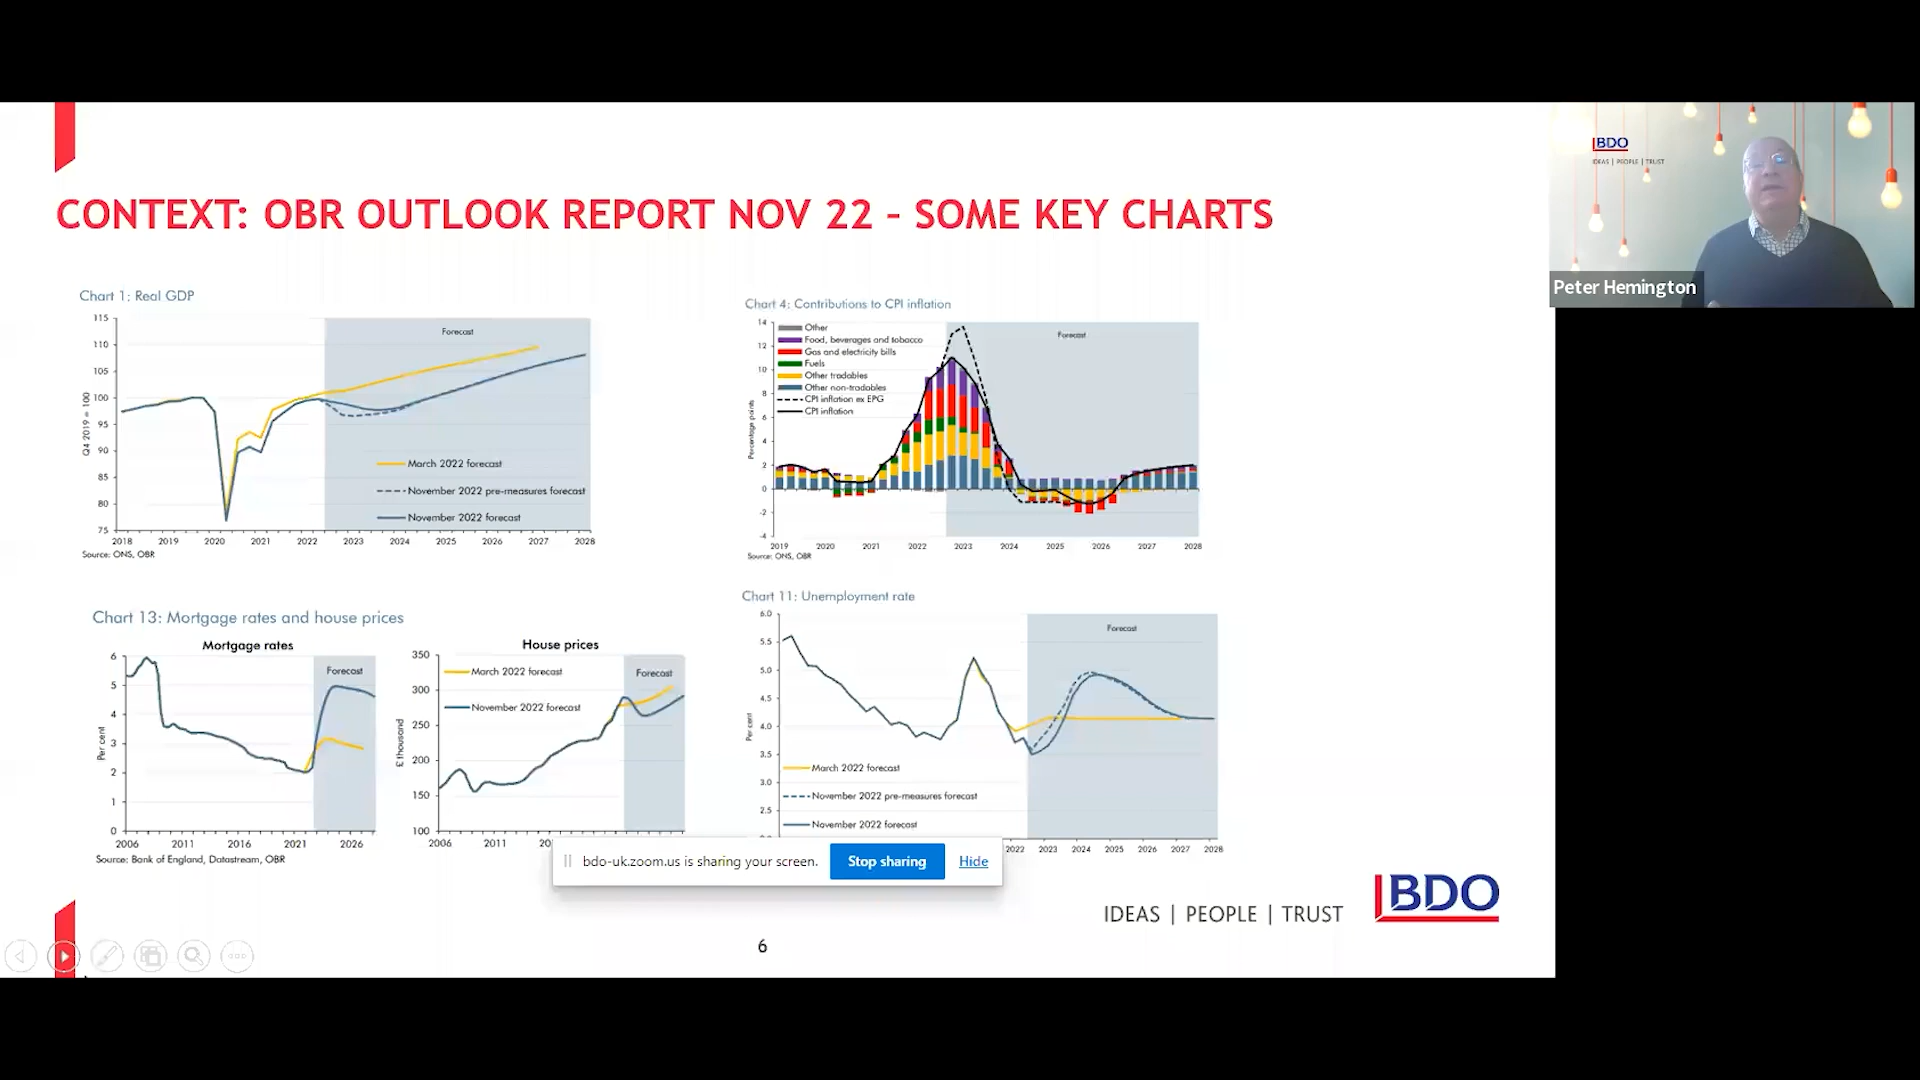 CONTEXT: OBR OUTLOOK REPORT NOV 22 – SOME KEY CHARTS
BDO
IDEAS | PEOPLE | TRUST
Peter Hemington
Chart 1: Real GDP
115
110
105
100
95
90
85
80
75
Q4 2019 = 100
Forecast
March 2022 forecast
November 2022 pre-measures forecast
November 2022 forecast
2018 2019 2020 2021 2022 2023 2024 2025 2026 2027 2028
Source: ONS, OBR
Chart 4: Contributions to CPI inflation
14
12
10
8
6
4
2
0
-2
-4
Percentage points
Forecast
Other
Food, beverages and tobacco
Gas and electricity bills
Fuels
Other tradables
Other non-tradables
CPI inflation ex EPG
CPI inflation
2019 2020 2021 2022 2023 2024 2025 2026 2027 2028
Source: ONS, OBR
Chart 13: Mortgage rates and house prices
Mortgage rates
6
5
4
3
2
1
0
Per cent
Forecast
2006 2011 2016 2021 2026
Source: Bank of England, Datastream, OBR
House prices
350
300
250
200
150
100
£ thousand
March 2022 forecast
November 2022 forecast
Forecast
2006 2011
Chart 11: Unemployment rate
6.0
5.5
5.0
4.5
4.0
3.5
3.0
2.5
Per cent
Forecast
March 2022 forecast
November 2022 pre-measures forecast
November 2022 forecast
2022 2023 2024 2025 2026 2027 2028
bdo-uk.zoom.us is sharing your screen.
Stop sharing
Hide
IDEAS | PEOPLE | TRUST
BDO
6